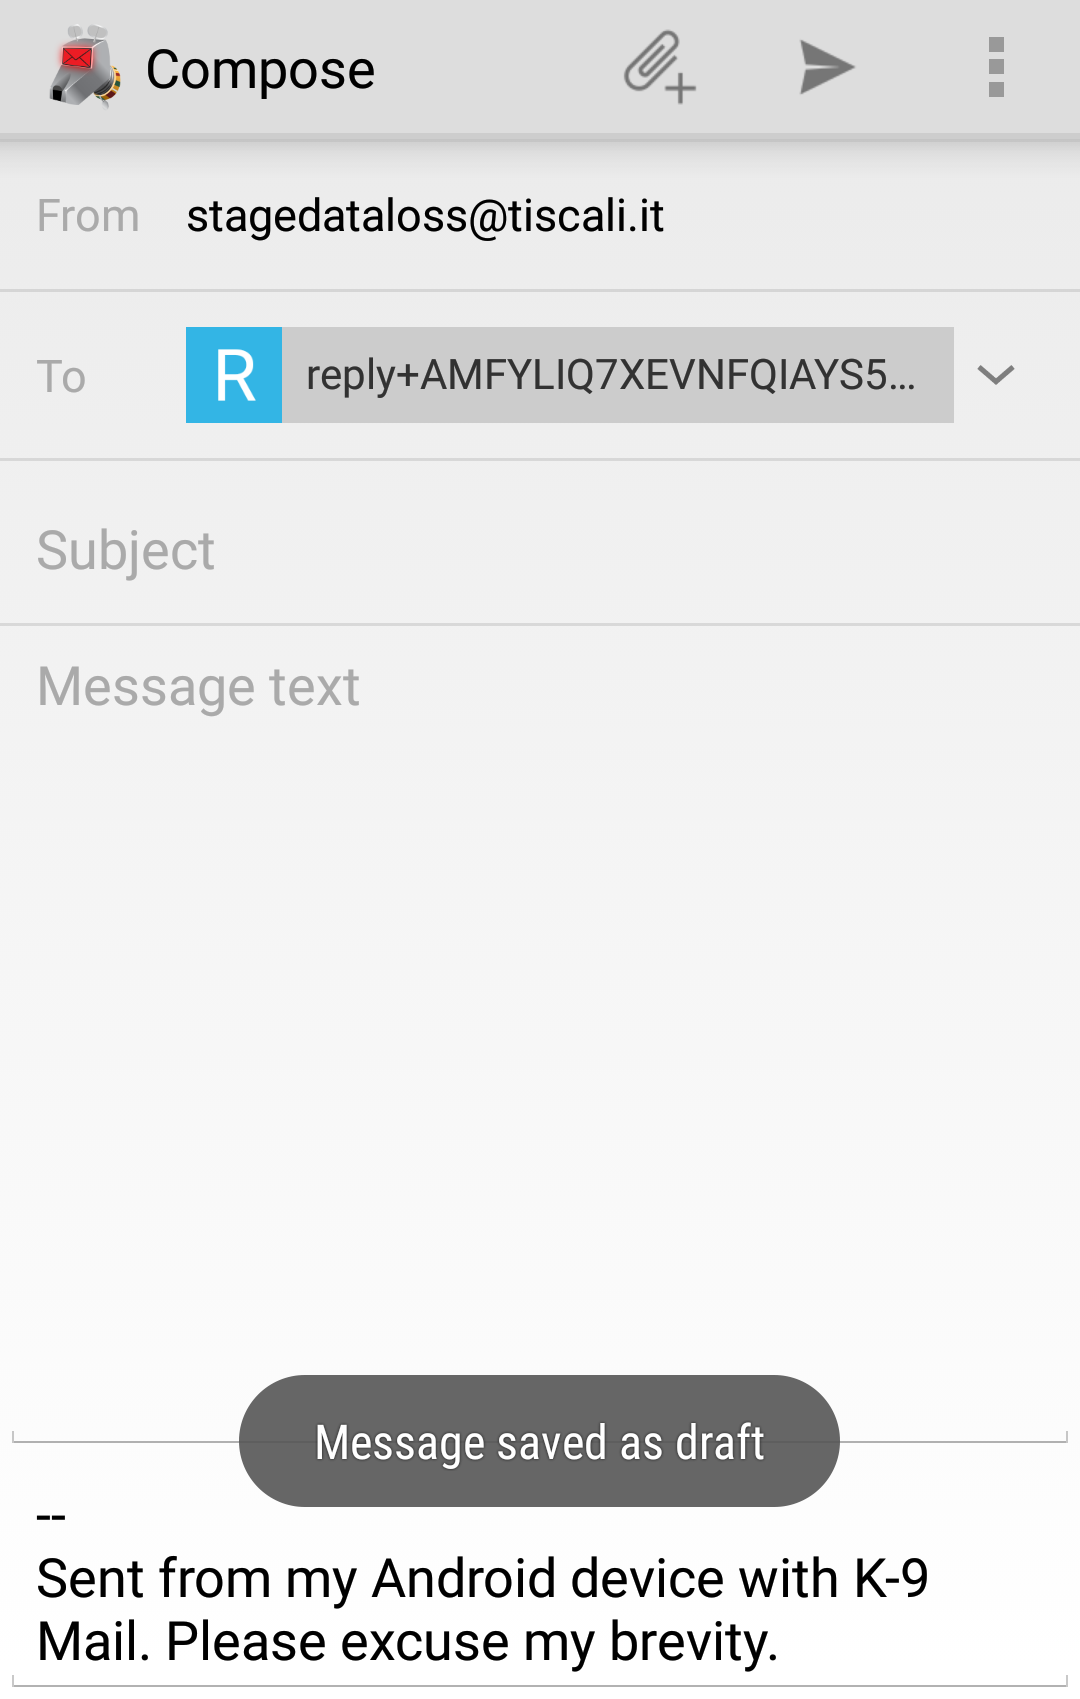 Compose
From stagedataloss@tiscali.it
To R reply+AMFYLIQ7XEVNFQIAYS5...
Subject
Message text
Message saved as draft
--
Sent from my Android device with K-9
Mail. Please excuse my brevity.